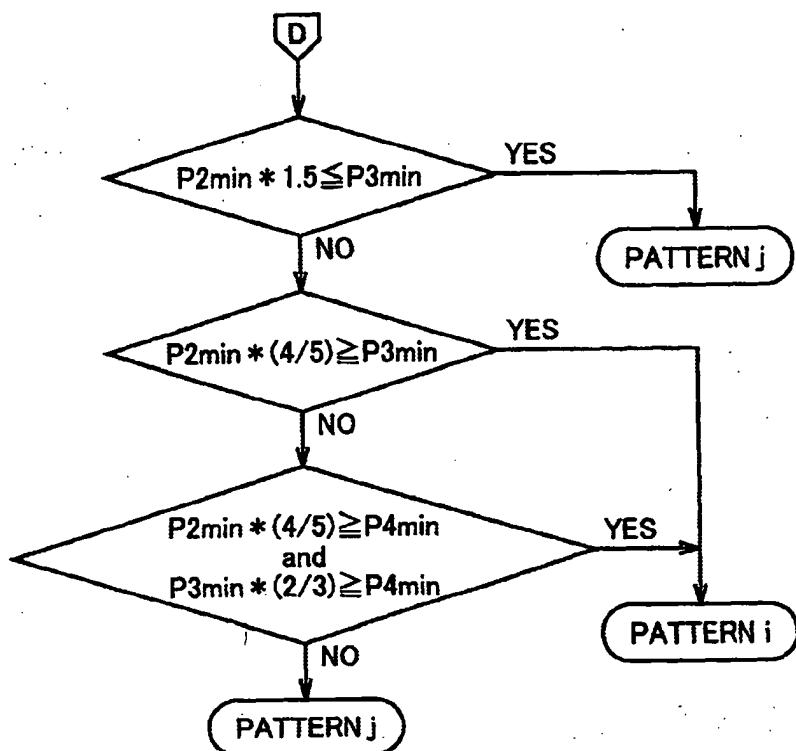 D
P2min * 1.5≦P3min
YES
NO
PATTERN j
P2min * (4/5)≧P3min
YES
NO
P2min * (4/5)≧P4min
and
P3min * (2/3)≧P4min
YES
NO
PATTERN i
PATTERN j